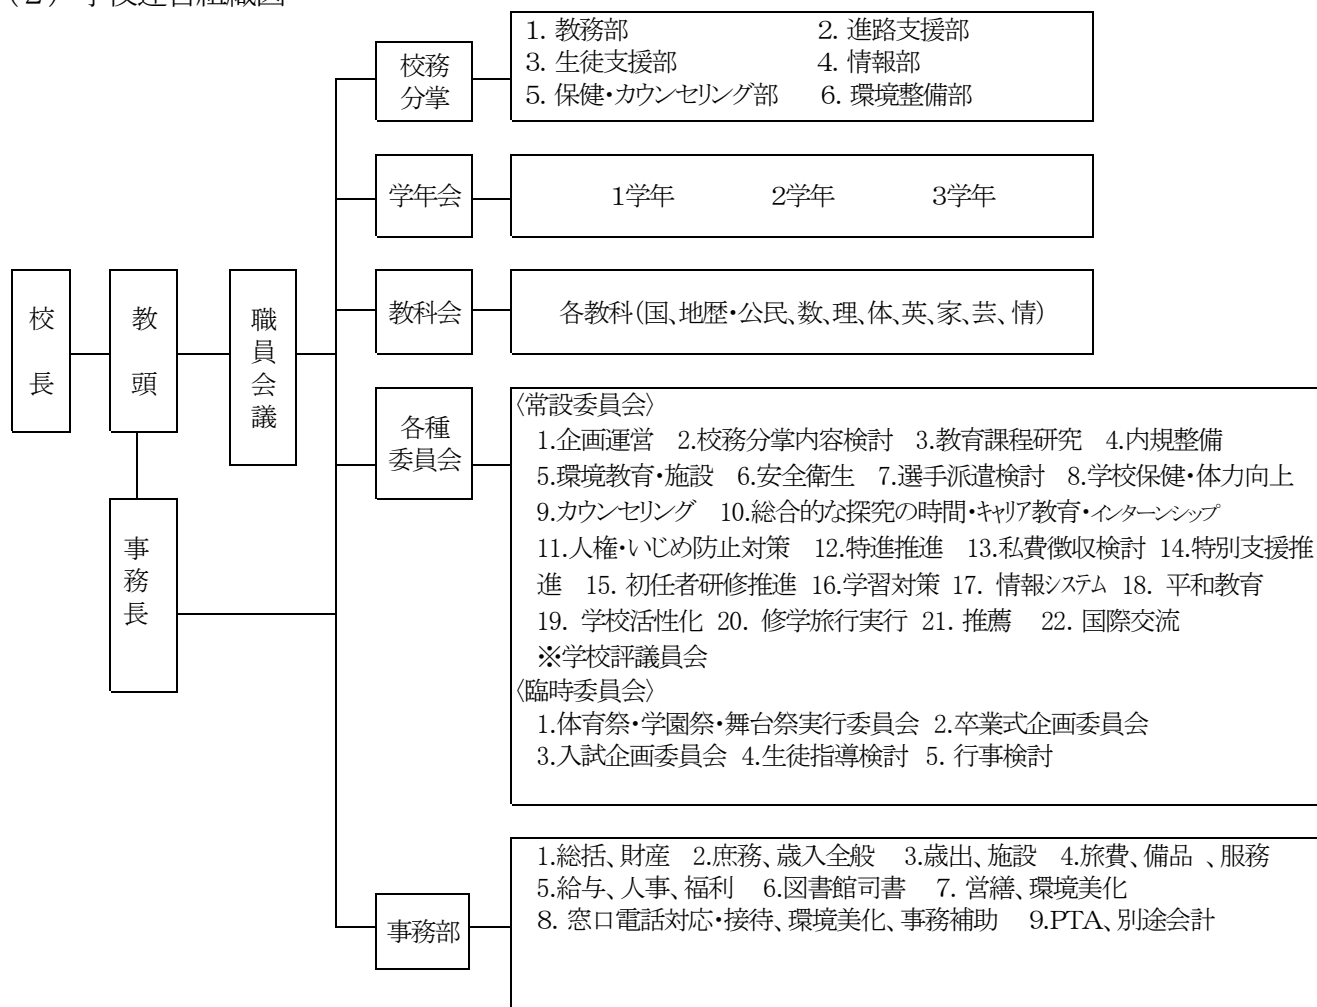 (2) 学校運営組織図
校務
分掌
1. 教務部 2. 進路支援部
3. 生徒支援部 4. 情報部
5. 保健・カウンセリング部 6. 環境整備部
学年会
1学年 2学年 3学年
校長
教頭
職員会議
教科会
各教科(国、地歴・公民、数、理、体、英、家、芸、情)
各種
委員会
〈常設委員会〉
1.企画運営 2.校務分掌内容検討 3.教育課程研究 4.内規整備
5.環境教育・施設 6.安全衛生 7.選手派遣検討 8.学校保健・体力向上
9.カウンセリング 10.総合的な探究の時間・キャリア教育・インターンシップ
11.人権・いじめ防止対策 12.特進推進 13.私費徴収検討 14.特別支援推
進 15. 初任者研修推進 16.学習対策 17. 情報システム 18. 平和教育
19. 学校活性化 20. 修学旅行実行 21. 推薦 22. 国際交流
※学校評議員会
〈臨時委員会〉
1.体育祭・学園祭・舞台祭実行委員会 2.卒業式企画委員会
3.入試企画委員会 4.生徒指導検討 5. 行事検討
事務長
事務部
1.総括、財産 2.庶務、歳入全般 3.歳出、施設 4.旅費、備品 、服務
5.給与、人事、福利 6.図書館司書 7. 営繕、環境美化
8. 窓口電話対応・接待、環境美化、事務補助 9.PTA、別途会計